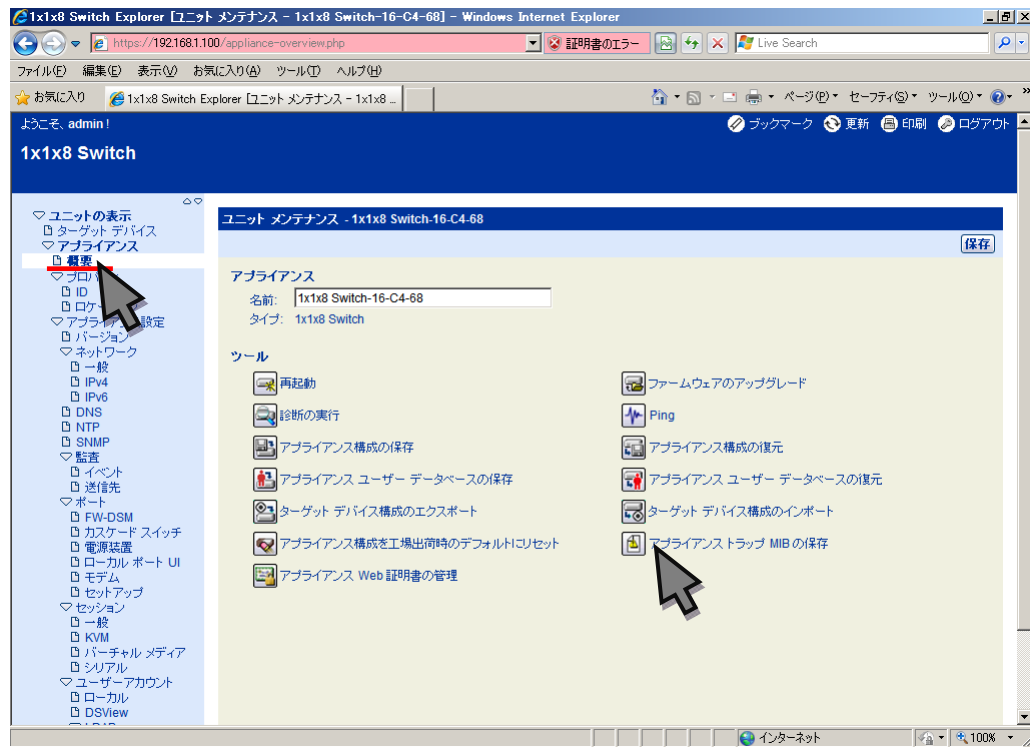 1x1x8 Switch Explorer [ユニット メンテナンス - 1x1x8 Switch-16-C4-68] - Windows Internet Explorer
https://192.168.1.100/appliance-overview.php
証明書のエラー
Live Search
ファイル(F) 編集(E) 表示(V) お気に入り(A) ツール(T) ヘルプ(H)
お気に入り
1x1x8 Switch Explorer [ユニット メンテナンス - 1x1x8 ...
ページ(P) セーフティ(S) ツール(O)
ようこそ、admin !
ブックマーク 更新 印刷 ログアウト
1x1x8 Switch
ユニットの表示
ターゲット デバイス
アプライアンス
概要
ID
アプライアンス設定
バージョン
ネットワーク
一般
IPv4
IPv6
DNS
NTP
SNMP
監査
イベント
送信先
ポート
FW-DSM
カスケード スイッチ
電源装置
ローカル ポート UI
モデム
セットアップ
セッション
一般
KVM
バーチャル メディア
シリアル
ユーザーアカウント
ローカル
DSView
ユニット メンテナンス - 1x1x8 Switch-16-C4-68
保存
アプライアンス
名前: 1x1x8 Switch-16-C4-68
タイプ: 1x1x8 Switch
ツール
再起動
ファームウェアのアップグレード
診断の実行
Ping
アプライアンス構成の保存
アプライアンス構成の復元
アプライアンス ユーザー データベースの保存
アプライアンス ユーザー データベースの復元
ターゲット デバイス構成のエクスポート
ターゲット デバイス構成のインポート
アプライアンス構成を工場出荷時のデフォルトにリセット
アプライアンス トラップ MIB の保存
アプライアンス Web 証明書の管理
インターネット
100%